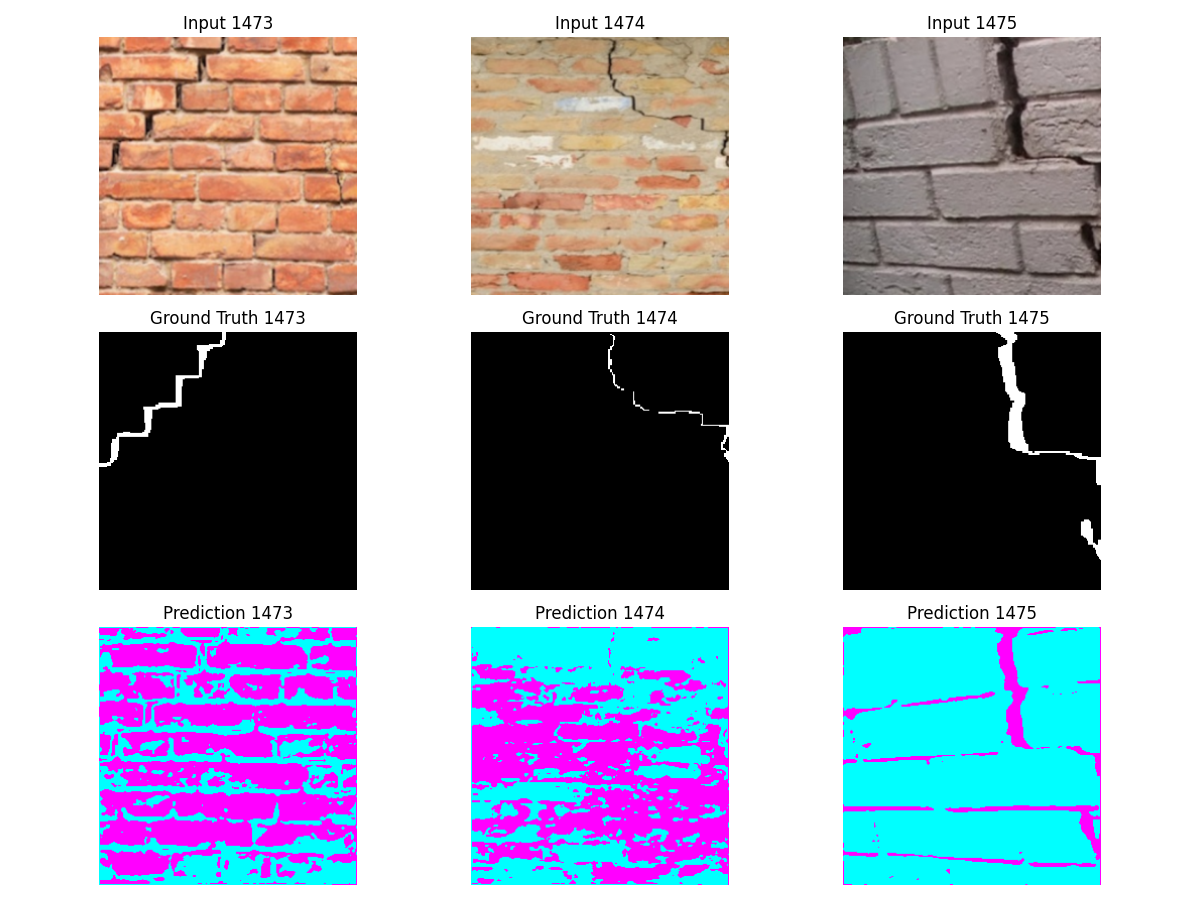 Input 1473
Input 1474
Input 1475
Ground Truth 1473
Ground Truth 1474
Ground Truth 1475
Prediction 1473
Prediction 1474
Prediction 1475